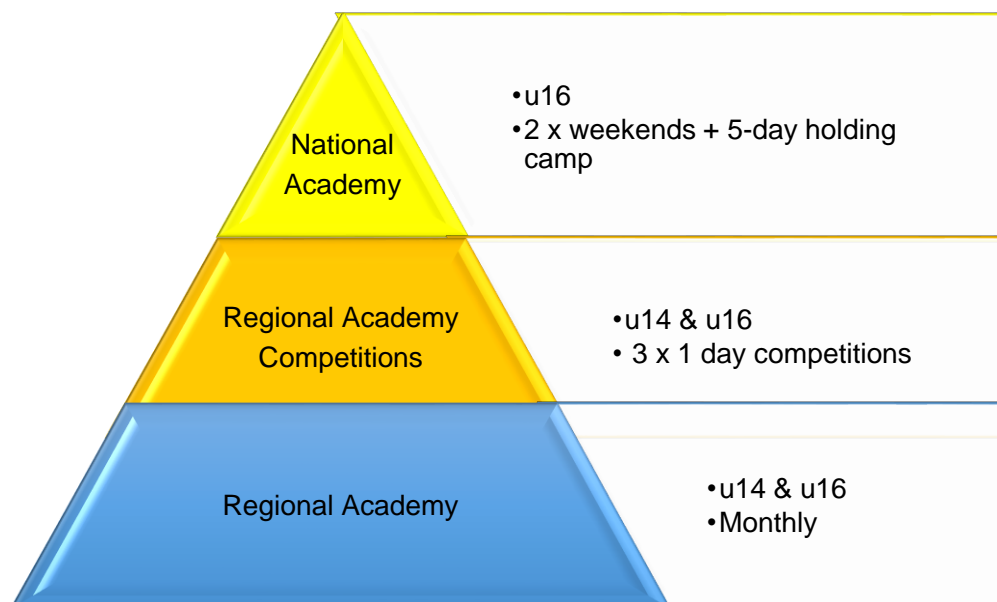 National
Academy
•u16
•2 x weekends + 5-day holding
camp
Regional Academy
Competitions
•u14 & u16
• 3 x 1 day competitions
Regional Academy
•u14 & u16
•Monthly